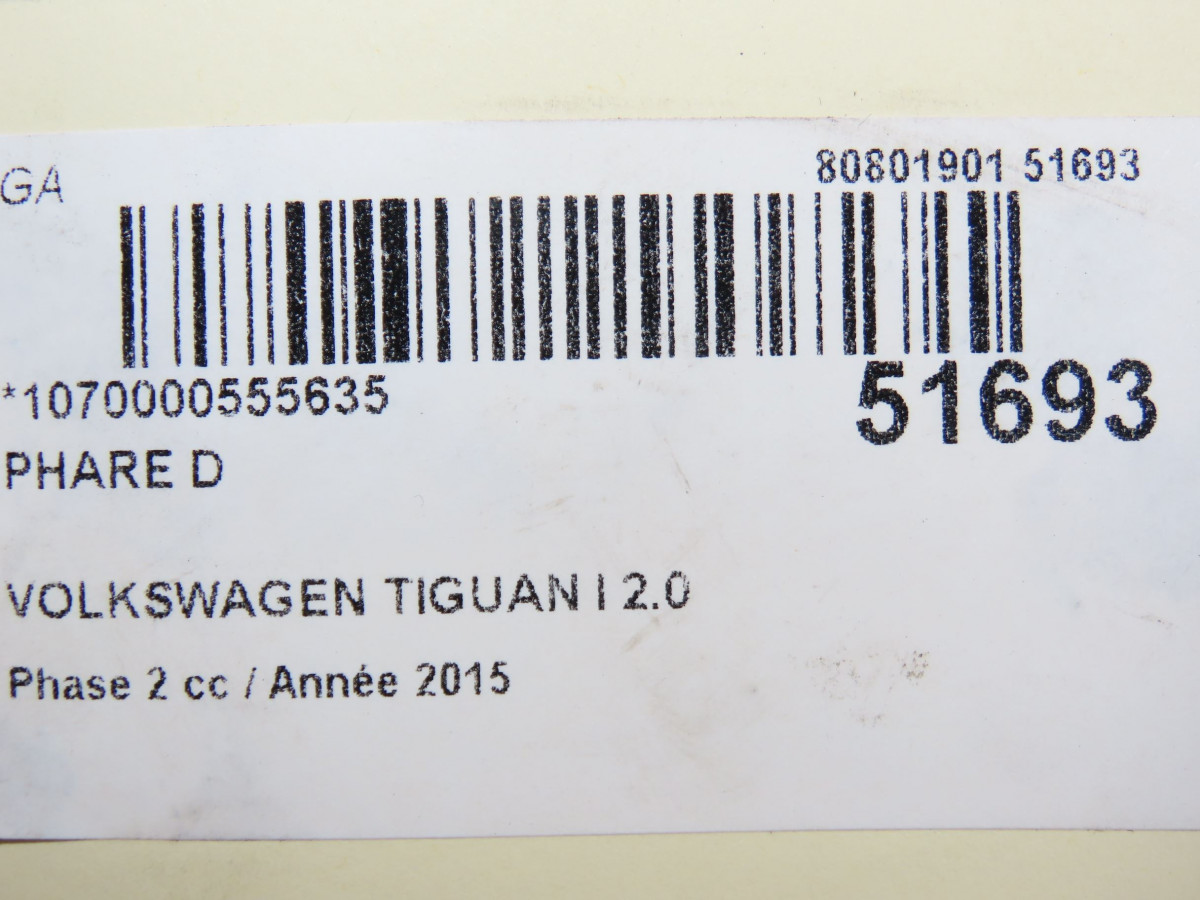 GA
80801901 51693
*1070000555635
51693
PHARE D
VOLKSWAGEN TIGUAN I 2.0
Phase 2 cc / Année 2015